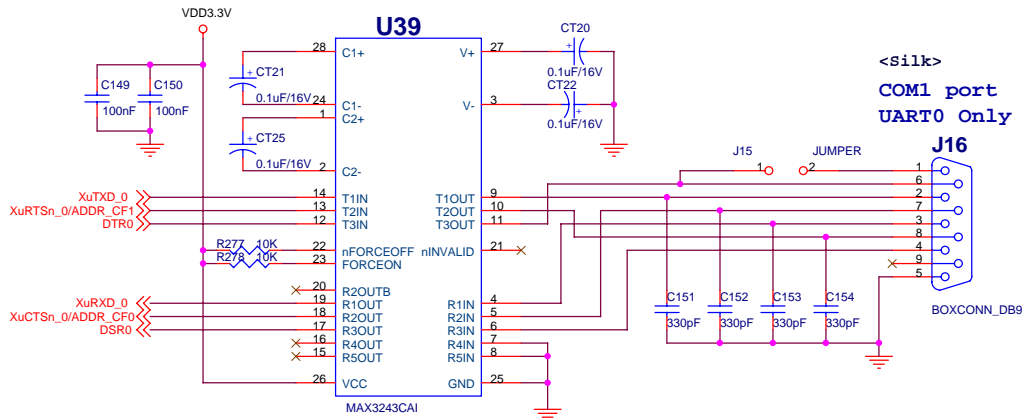 VDD3.3V
U39
28 C1+ V+ 27
CT20
0.1uF/16V
CT21
0.1uF/16V
C149
100nF
C150
100nF
24 C1- V- 3
CT22
0.1uF/16V
1 C2+
CT25
0.1uF/16V
2 C2-
<Silk>
COM1 port
UART0 Only
J16
J15 JUMPER
1 2
XuTXD_0 14 T1IN T1OUT 9
XuRTSn_0/ADDR_CF1 13 T2IN T2OUT 10
DTR0 12 T3IN T3OUT 11
R277 10K 22 nFORCEOFF nINVALID 21
R278 10K 23 FORCEON
20 R2OUTB
XuRXD_0 19 R1OUT R1IN 4
XuCTSn_0/ADDR_CF0 18 R2OUT R2IN 5
DSR0 17 R3OUT R3IN 6
16 R4OUT R4IN 7
15 R5OUT R5IN 8
26 VCC GND 25
MAX3243CAI
C151
330pF
C152
330pF
C153
330pF
C154
330pF
1
6
2
7
3
8
4
9
5
BOXCONN_DB9